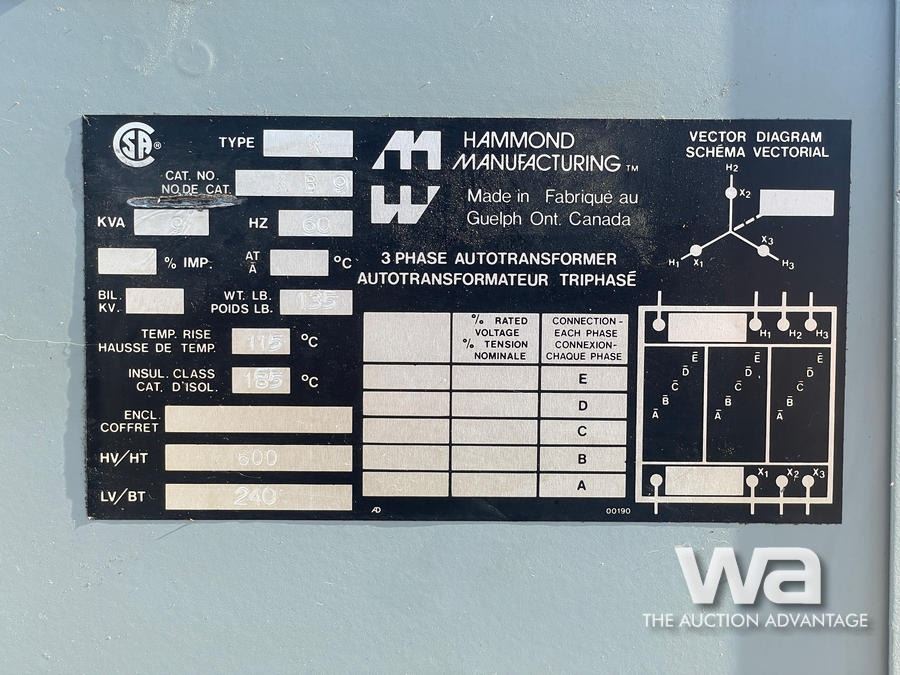 CSA ®
TYPE
CAT. NO.
NO. DE CAT.
KVA 9 HZ 60
% IMP. AT
A °C
BIL.
KV. WT. LB. 135
POIDS LB.
TEMP. RISE 115 °C
HAUSSE DE TEMP.
INSUL. CLASS 185 °C
CAT. D'ISOL.
ENCL.
COFFRET
HV/HT 600
LV/BT 240
HAMMOND
MANUFACTURING TM
Made in Fabriqué au
Guelph Ont. Canada
3 PHASE AUTOTRANSFORMER
AUTOTRANSFORMATEUR TRIPHASÉ
% RATED
VOLTAGE
% TENSION
NOMINALE
CONNECTION-
EACH PHASE
CONNEXION-
CHAQUE PHASE
E
D
C
B
A
00190
VECTOR DIAGRAM
SCHÉMA VECTORIAL
H2
X2
H1 X1 X3 H3
H1 H2 H3
E E E
D D D
C C C
B B B
A A A
X1 X2 X3
wa
THE AUCTION ADVANTAGE